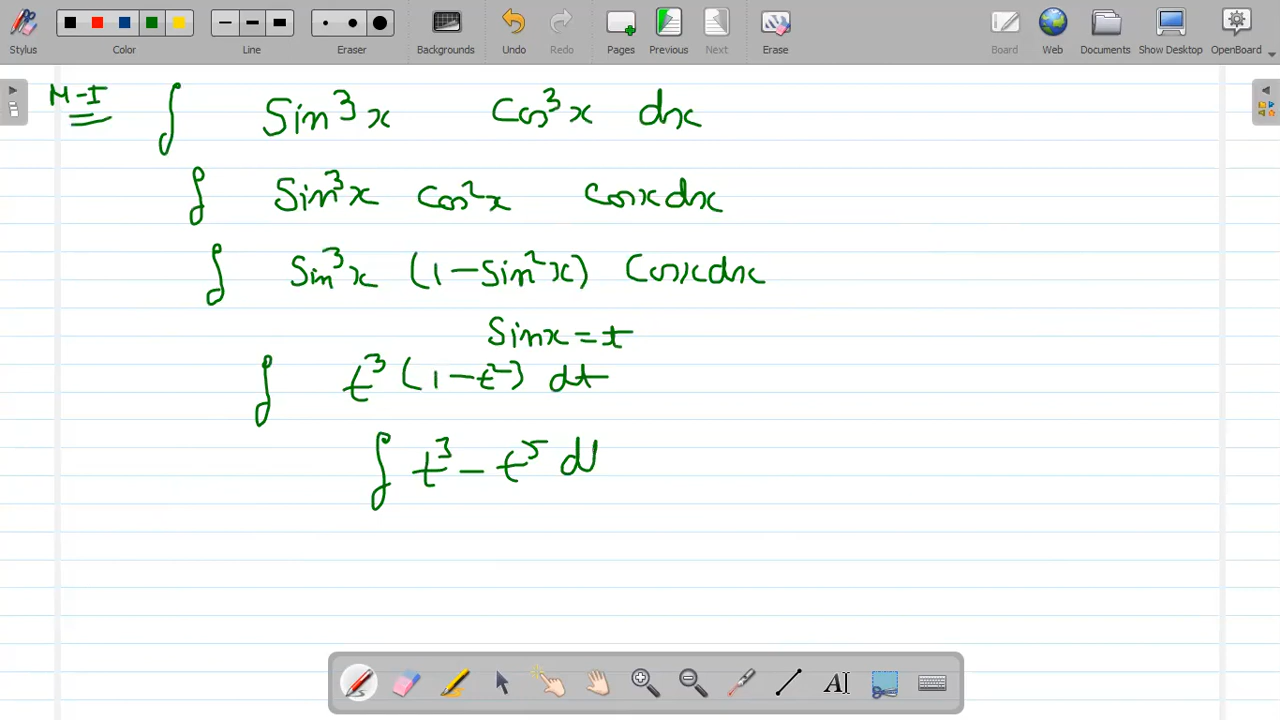 Stylus Color Line Eraser Backgrounds Undo Redo Pages Previous Next Erase Board Web Documents Show Desktop OpenBoard
M-I ∫ Sin³x Cos³x dx
∫ Sin³x Cos²x Cosx dx
∫ Sin³x (1 - Sin²x) Cosx dx
Sinx = t
∫ t³ (1 - t²) dt
∫ t³ - t⁵ d